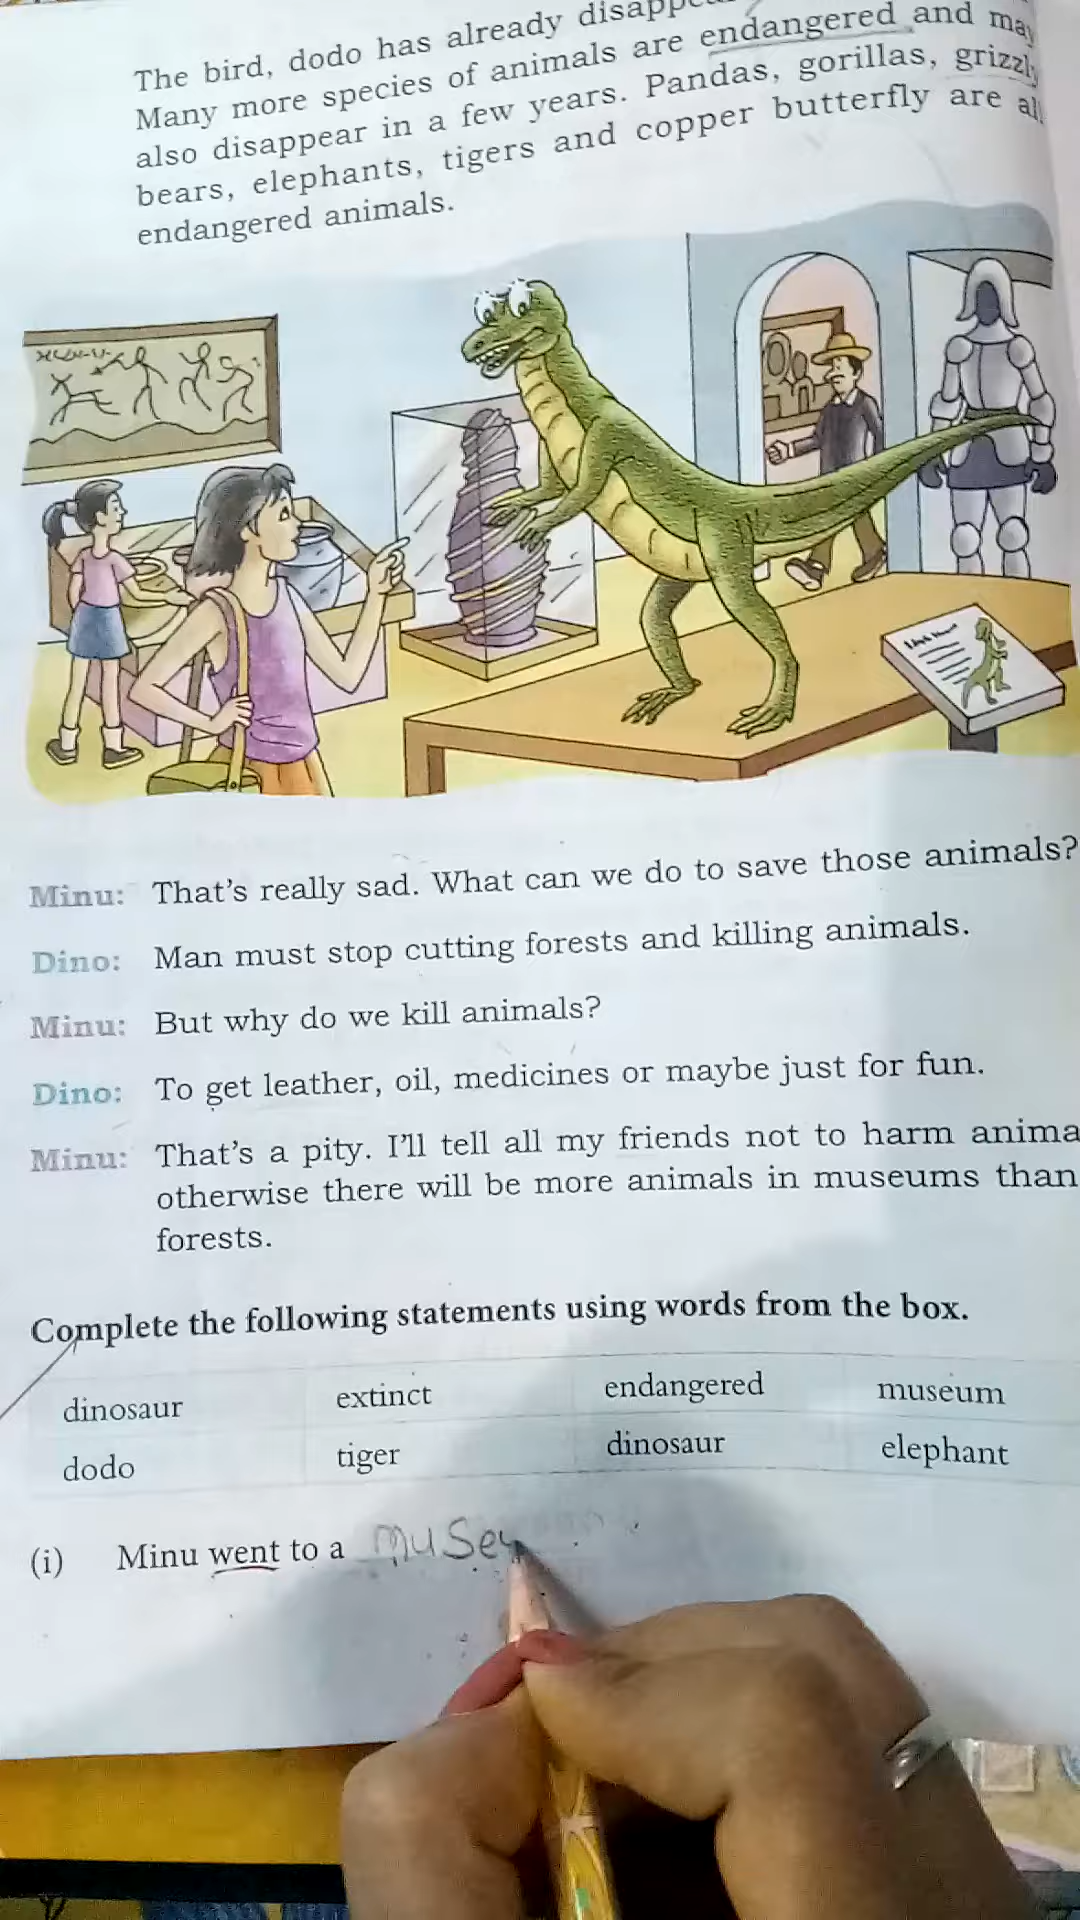 The bird, dodo has already
Many more species of animals are endangered and may
also disappear in a few years. Pandas, gorillas,
bears, elephants, tigers and copper butterfly are
endangered animals.
Minu: That's really sad. What can we do to save those animals?
Dino: Man must stop cutting forests and killing animals.
Minu: But why do we kill animals?
Dino: To get leather, oil, medicines or maybe just for fun.
Minu: That's a pity. I'll tell all my friends not to harm anima
otherwise there will be more animals in museums than
forests.
Complete the following statements using words from the box.
dinosaur extinct endangered museum
dodo tiger dinosaur elephant
(i) Minu went to a museu